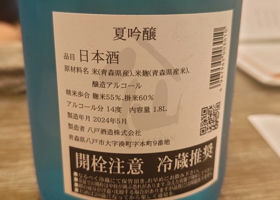 夏吟醸
品目 日本酒
原材料名 米(青森県産)、米麹(青森県産米)、
醸造アルコール
精米歩合 麹米55%、掛米60%
アルコール分 14度 内容量 1.8L
製造年月 2024年5月
製造者 八戸酒造株式会社
青森県八戸市大字湊町字本町9番地
開栓注意 冷蔵推奨